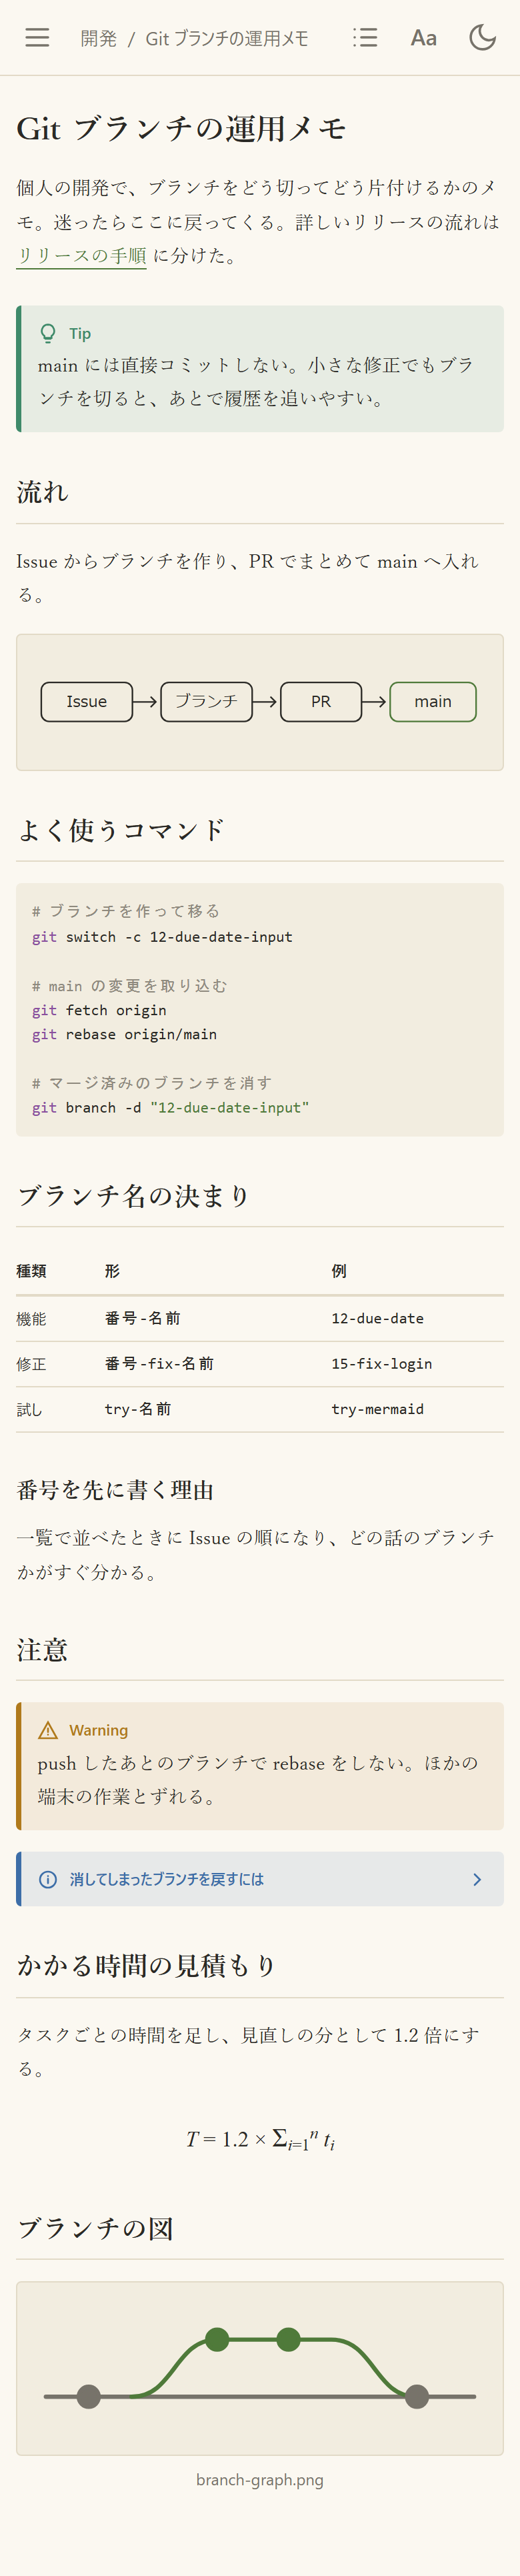 開発 / Git ブランチの運用メモ
Aa
Git ブランチの運用メモ
個人の開発で、ブランチをどう切ってどう片付けるかのメ
モ。迷ったらここに戻ってくる。詳しいリリースの流れは
リリースの手順 に分けた。
Tip
main には直接コミットしない。小さな修正でもブラ
ンチを切ると、あとで履歴を追いやすい。
流れ
Issue からブランチを作り、PR でまとめて main へ入れ
る。
Issue ブランチ PR main
よく使うコマンド
# ブランチを作って移る
git switch -c 12-due-date-input
# main の変更を取り込む
git fetch origin
git rebase origin/main
# マージ済みのブランチを消す
git branch -d "12-due-date-input"
ブランチ名の決まり
種類 形 例
機能 番号-名前 12-due-date
修正 番号-fix-名前 15-fix-login
試し try-名前 try-mermaid
番号を先に書く理由
一覧で並べたときに Issue の順になり、どの話のブランチ
かがすぐ分かる。
注意
Warning
push したあとのブランチで rebase をしない。ほかの
端末の作業とずれる。
消してしまったブランチを戻すには
かかる時間の見積もり
タスクごとの時間を足し、見直しの分として 1.2 倍にす
る。
T = 1.2 × Σi=1n ti
ブランチの図
branch-graph.png